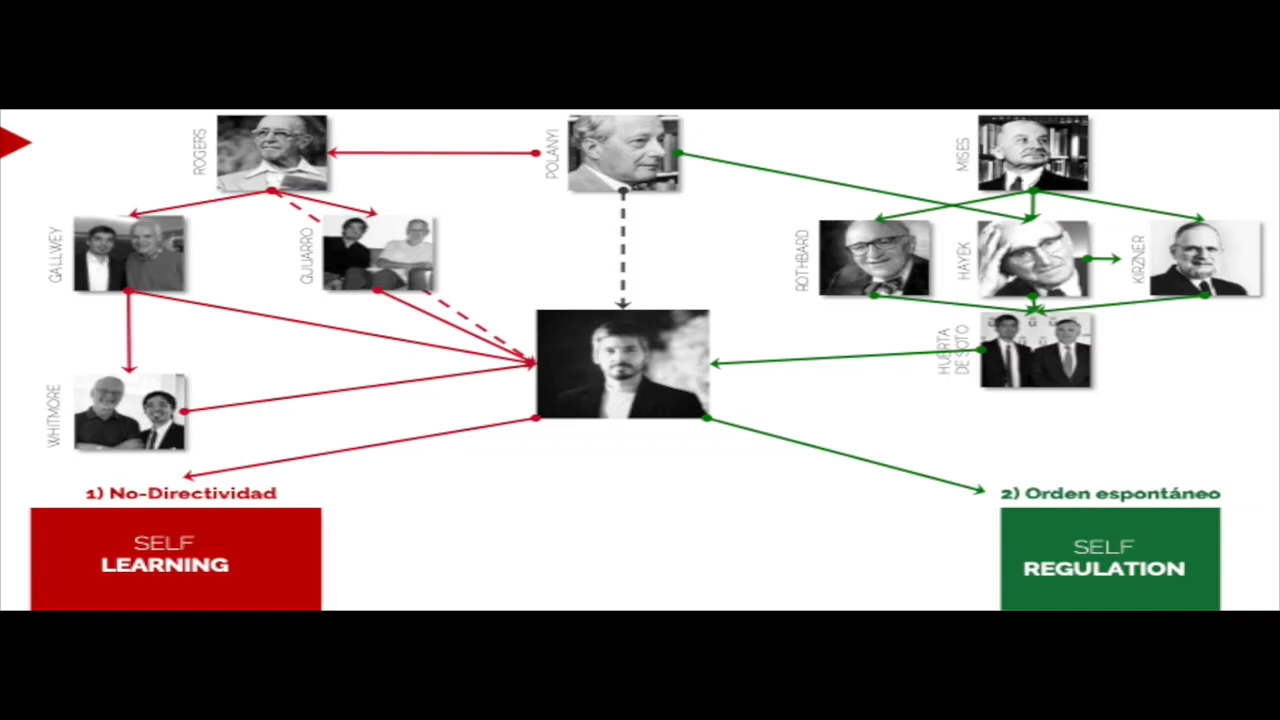 ROGERS
POLANYI
MISES
GALLWEY
QUIJARRO
ROTHBARD
HAYEK
KIRZNER
HUERTA
DE SOTO
WHITMORE
1) No-Directividad
2) Orden espontáneo
SELF
LEARNING
SELF
REGULATION